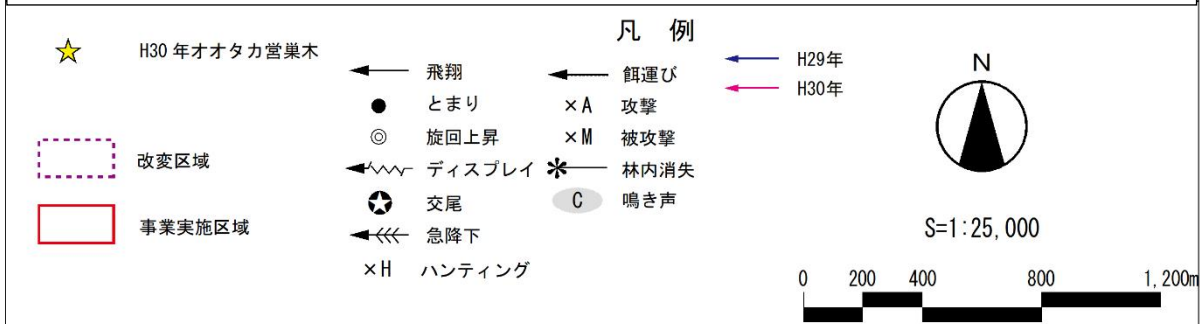 凡 例
H30年オオタカ営巣木
改変区域
事業実施区域
飛翔
とまり
旋回上昇
ディスプレイ
交尾
急降下
×H ハンティング
餌運び
×A 攻撃
×M 被攻撃
林内消失
C 鳴き声
H29年
H30年
N
S=1:25,000
0 200 400 800 1,200m